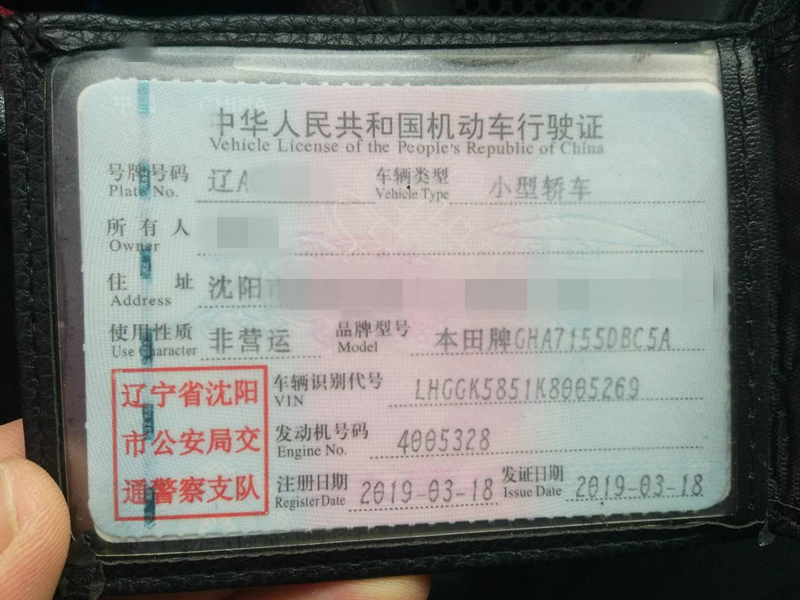 中华人民共和国机动车行驶证
Vehicle License of the People's Republic of China
号牌号码 辽A 车辆类型 小型轿车
Plate No. Vehicle Type
所有人
Owner
住址 沈阳市
Address
使用性质 非营运 品牌型号 本田牌GHA7155DBC5A
Use Character Model
辽宁省沈阳
市公安局交
通警察支队
车辆识别代号 LHGGK5851K8005269
VIN
发动机号码 4005328
Engine No.
注册日期 2019-03-18 发证日期 2019-03-18
Register Date Issue Date